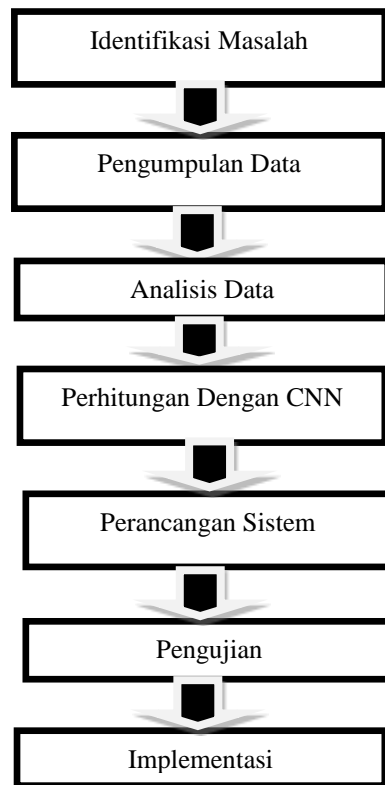 Identifikasi Masalah
Pengumpulan Data
Analisis Data
Perhitungan Dengan CNN
Perancangan Sistem
Pengujian
Implementasi